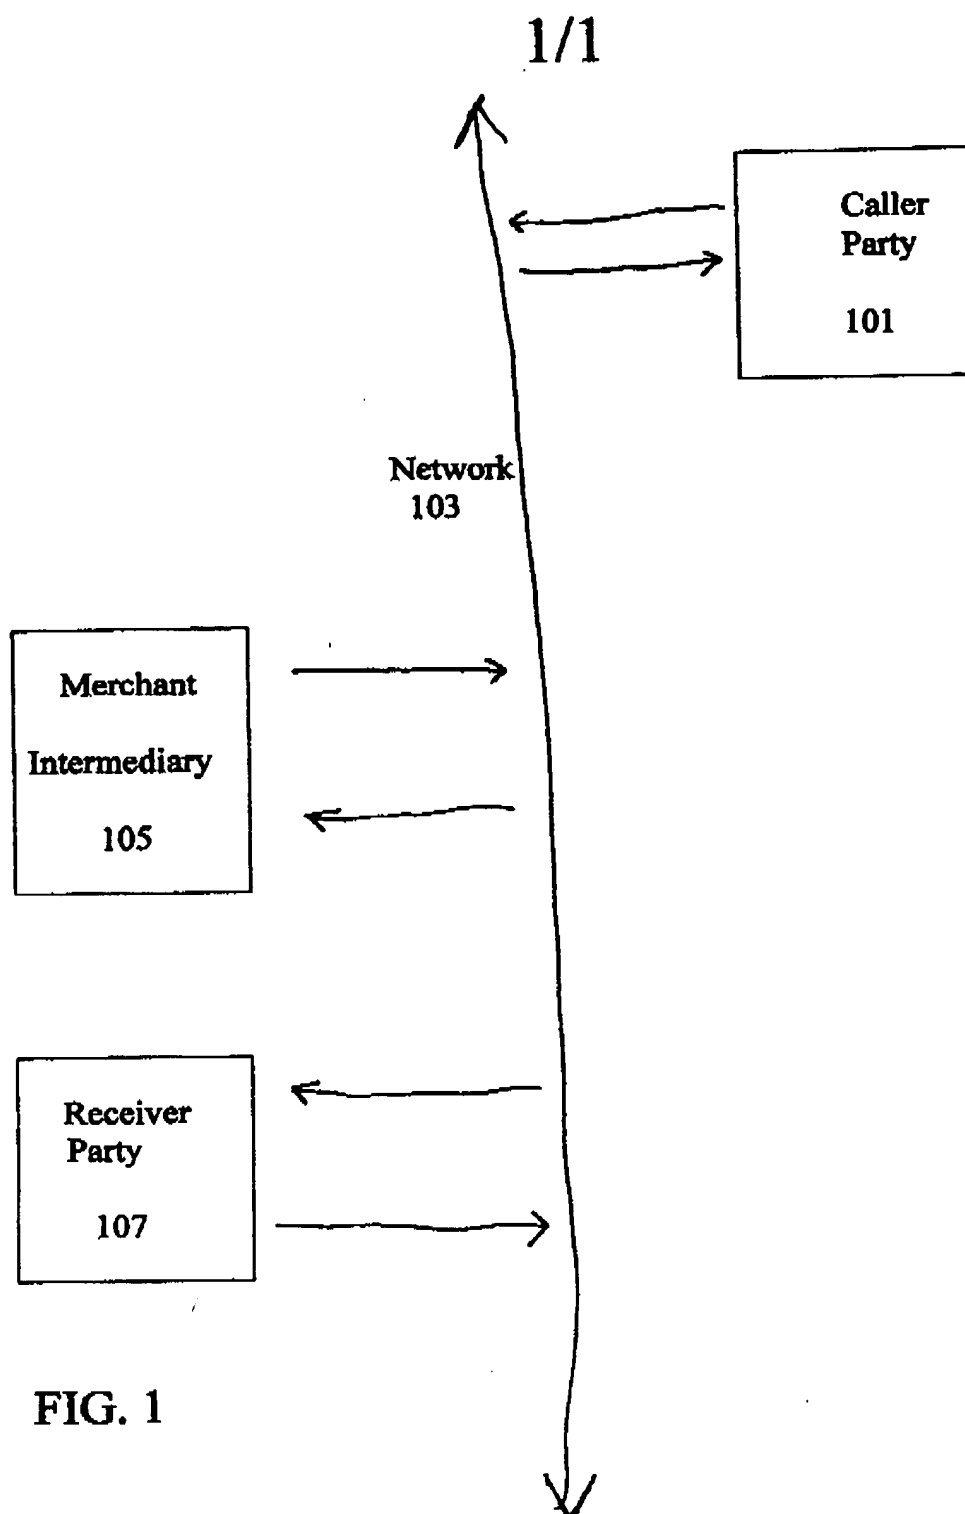 1/1
Caller
Party
101
Network
103
Merchant
Intermediary
105
Receiver
Party
107
FIG. 1